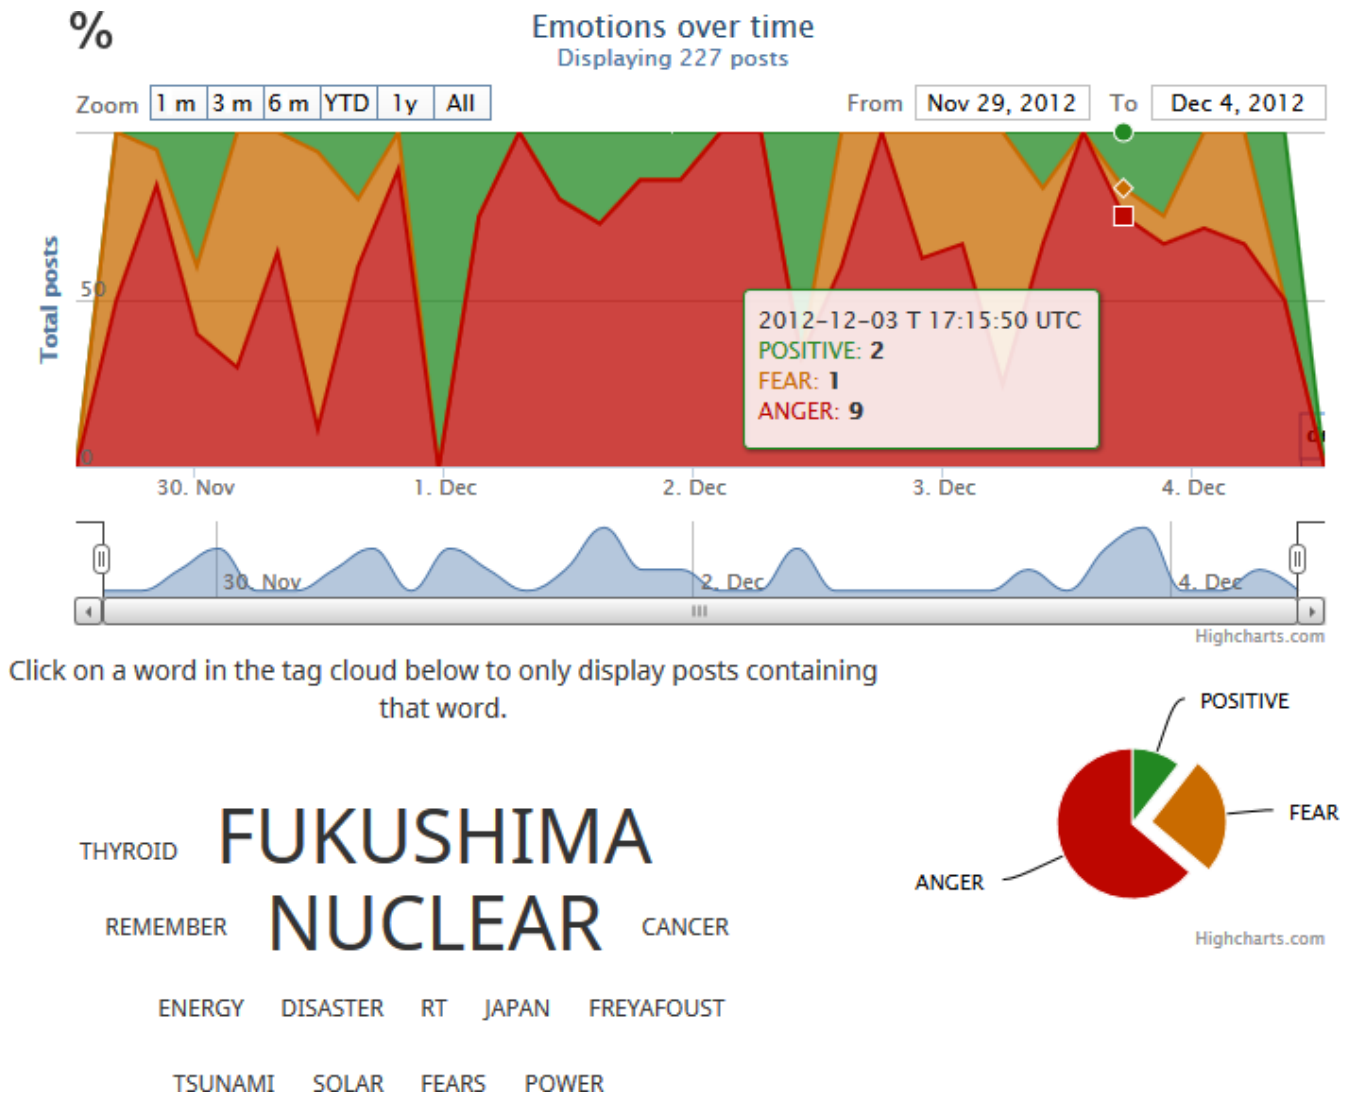 %
Emotions over time
Displaying 227 posts
Zoom 1 m 3 m 6 m YTD 1y All From Nov 29, 2012 To Dec 4, 2012
Total posts
50
0
2012-12-03 T 17:15:50 UTC
POSITIVE: 2
FEAR: 1
ANGER: 9
30. Nov 1. Dec 2. Dec 3. Dec 4. Dec
30. Nov 2. Dec 4. Dec
Highcharts.com
Click on a word in the tag cloud below to only display posts containing
that word.
POSITIVE
FEAR
ANGER
Highcharts.com
THYROID FUKUSHIMA
REMEMBER NUCLEAR CANCER
ENERGY DISASTER RT JAPAN FREYAFOUST
TSUNAMI SOLAR FEARS POWER